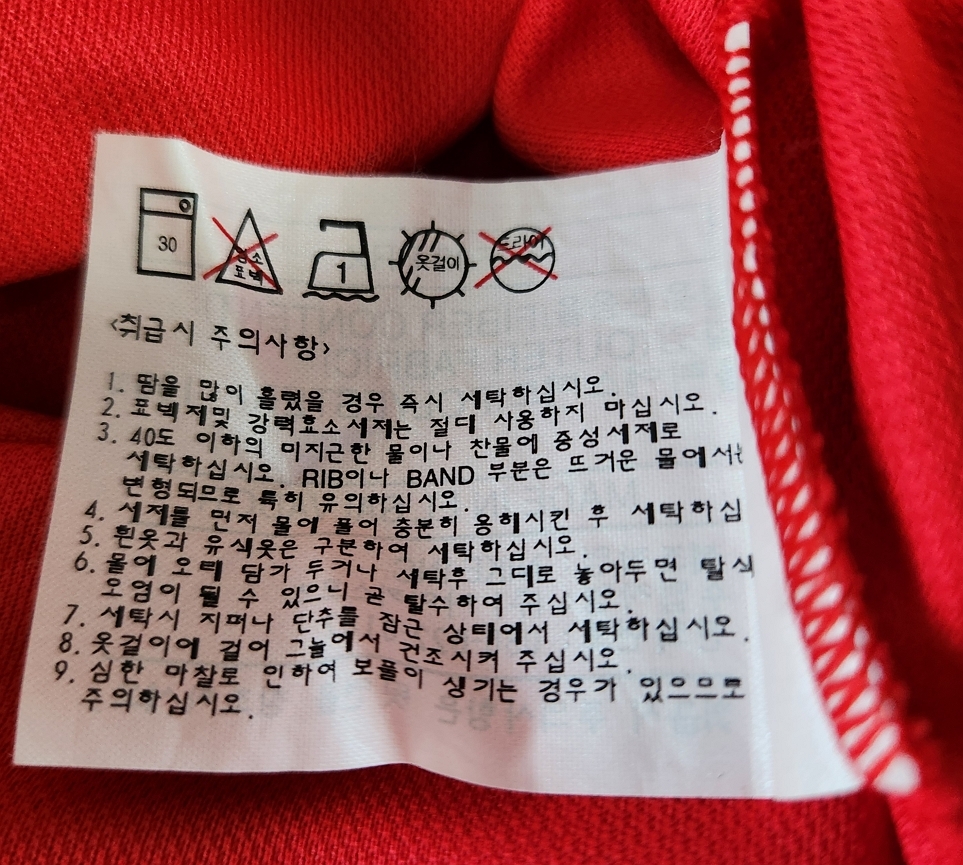 30
표백
1
옷걸이
드라이
<취급시 주의사항>
1. 땀을 많이 흘렸을 경우 즉시 세탁하십시오.
2. 표백제및 강력효소세제는 절대 사용하지 마십시오.
3. 40도 이하의 미지근한 물이나 찬물에 중성세제로
세탁하십시오. RIB이나 BAND 부분은 뜨거운 물에서는
변형되므로 특히 유의하십시오.
4. 세제를 먼저 물에 풀어 충분히 용해시킨 후 세탁하십
5. 흰옷과 유색옷은 구분하여 세탁하십시오.
6. 물에 오래 담가 두거나 세탁후 그대로 놓아두면 탈색
오염이 될 수 있으니 곧 탈수하여 주십시오.
7. 세탁시 지퍼나 단추를 잠근 상태에서 세탁하십시오.
8. 옷걸이에 걸어 그늘에서 건조시켜 주십시오.
9. 심한 마찰로 인하여 보플이 생기는 경우가 있으므로
주의하십시오.